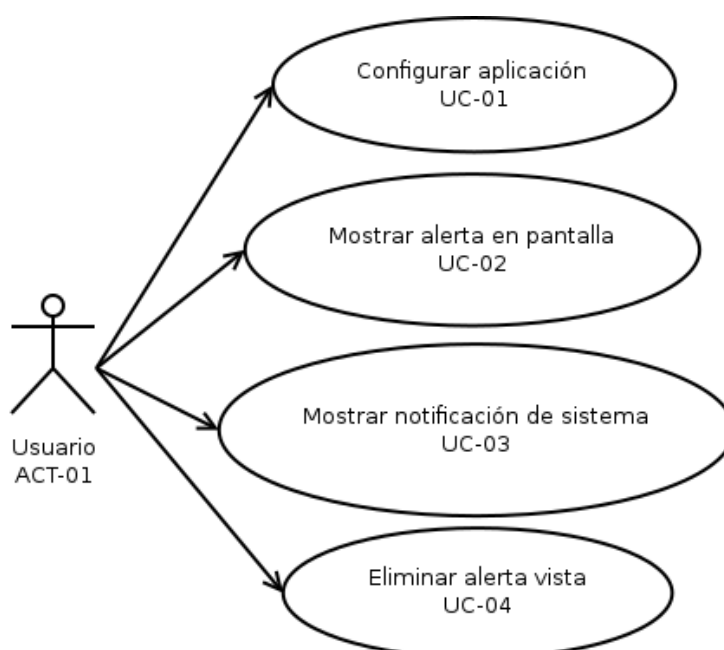 Configurar aplicación
UC-01
Mostrar alerta en pantalla
UC-02
Mostrar notificación de sistema
UC-03
Usuario
ACT-01
Eliminar alerta vista
UC-04